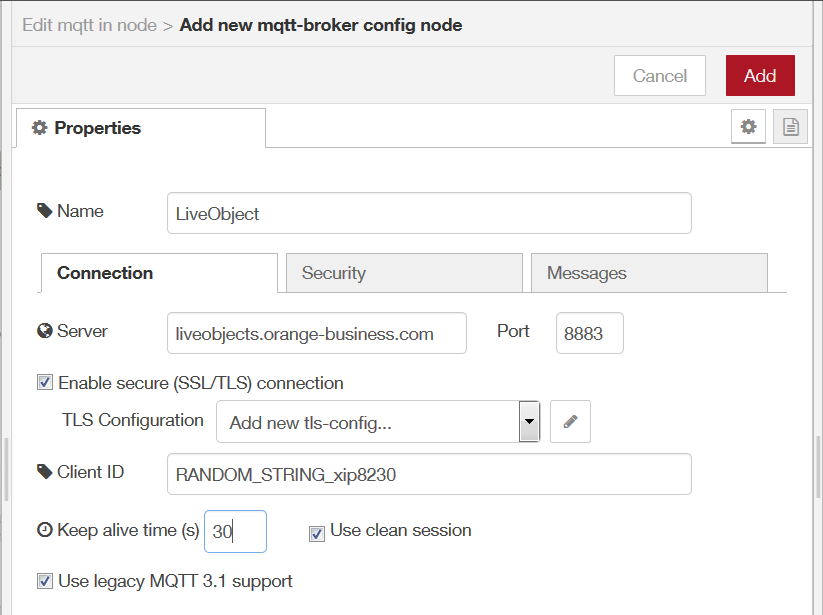 Edit mqtt in node > Add new mqtt-broker config node
Cancel Add
Properties
Name LiveObject
Connection Security Messages
Server liveobjects.orange-business.com Port 8883
Enable secure (SSL/TLS) connection
TLS Configuration Add new tls-config...
Client ID RANDOM_STRING_xip8230
Keep alive time (s) 30 Use clean session
Use legacy MQTT 3.1 support